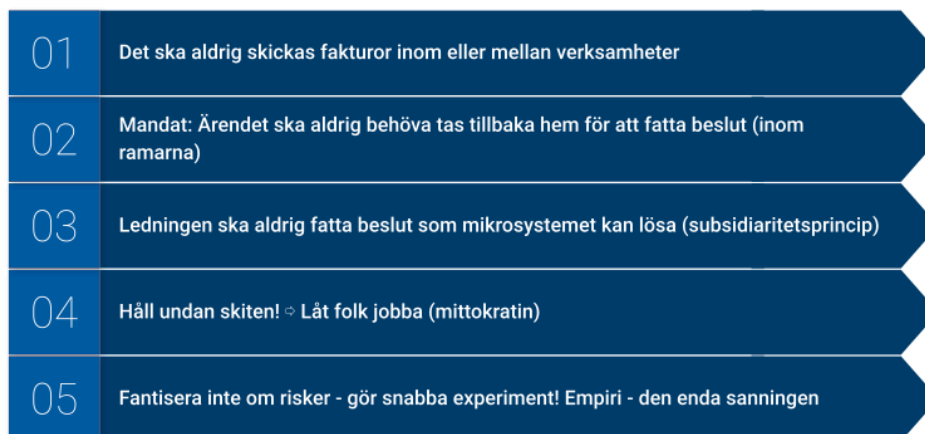 01
Det ska aldrig skickas fakturor inom eller mellan verksamheter
02
Mandat: Ärendet ska aldrig behöva tas tillbaka hem för att fatta beslut (inom
ramarna)
03
Ledningen ska aldrig fatta beslut som mikrosystemet kan lösa (subsidiaritetsprincip)
04
Håll undan skiten! ⇨ Låt folk jobba (mittokratin)
05
Fantisera inte om risker - gör snabba experiment! Empiri - den enda sanningen